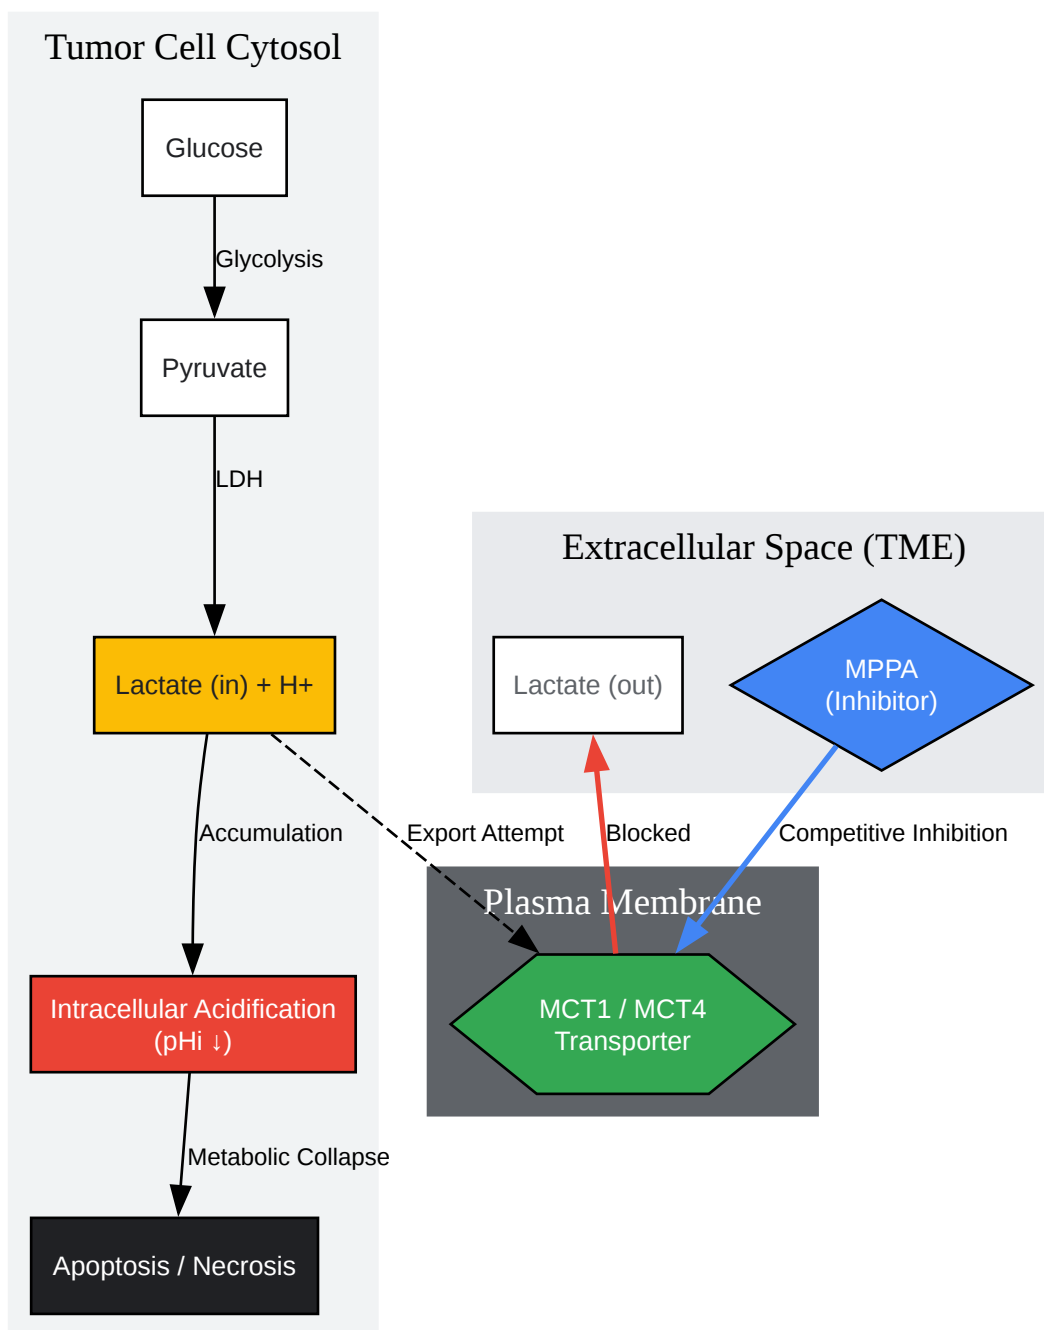 Tumor Cell Cytosol
Glucose
Glycolysis
Pyruvate
LDH
Lactate (in) + H+
Accumulation
Export Attempt
Intracellular Acidification
(pHi ↓)
Metabolic Collapse
Apoptosis / Necrosis
Extracellular Space (TME)
Lactate (out)
MPPA
(Inhibitor)
Blocked
Competitive Inhibition
Plasma Membrane
MCT1 / MCT4
Transporter